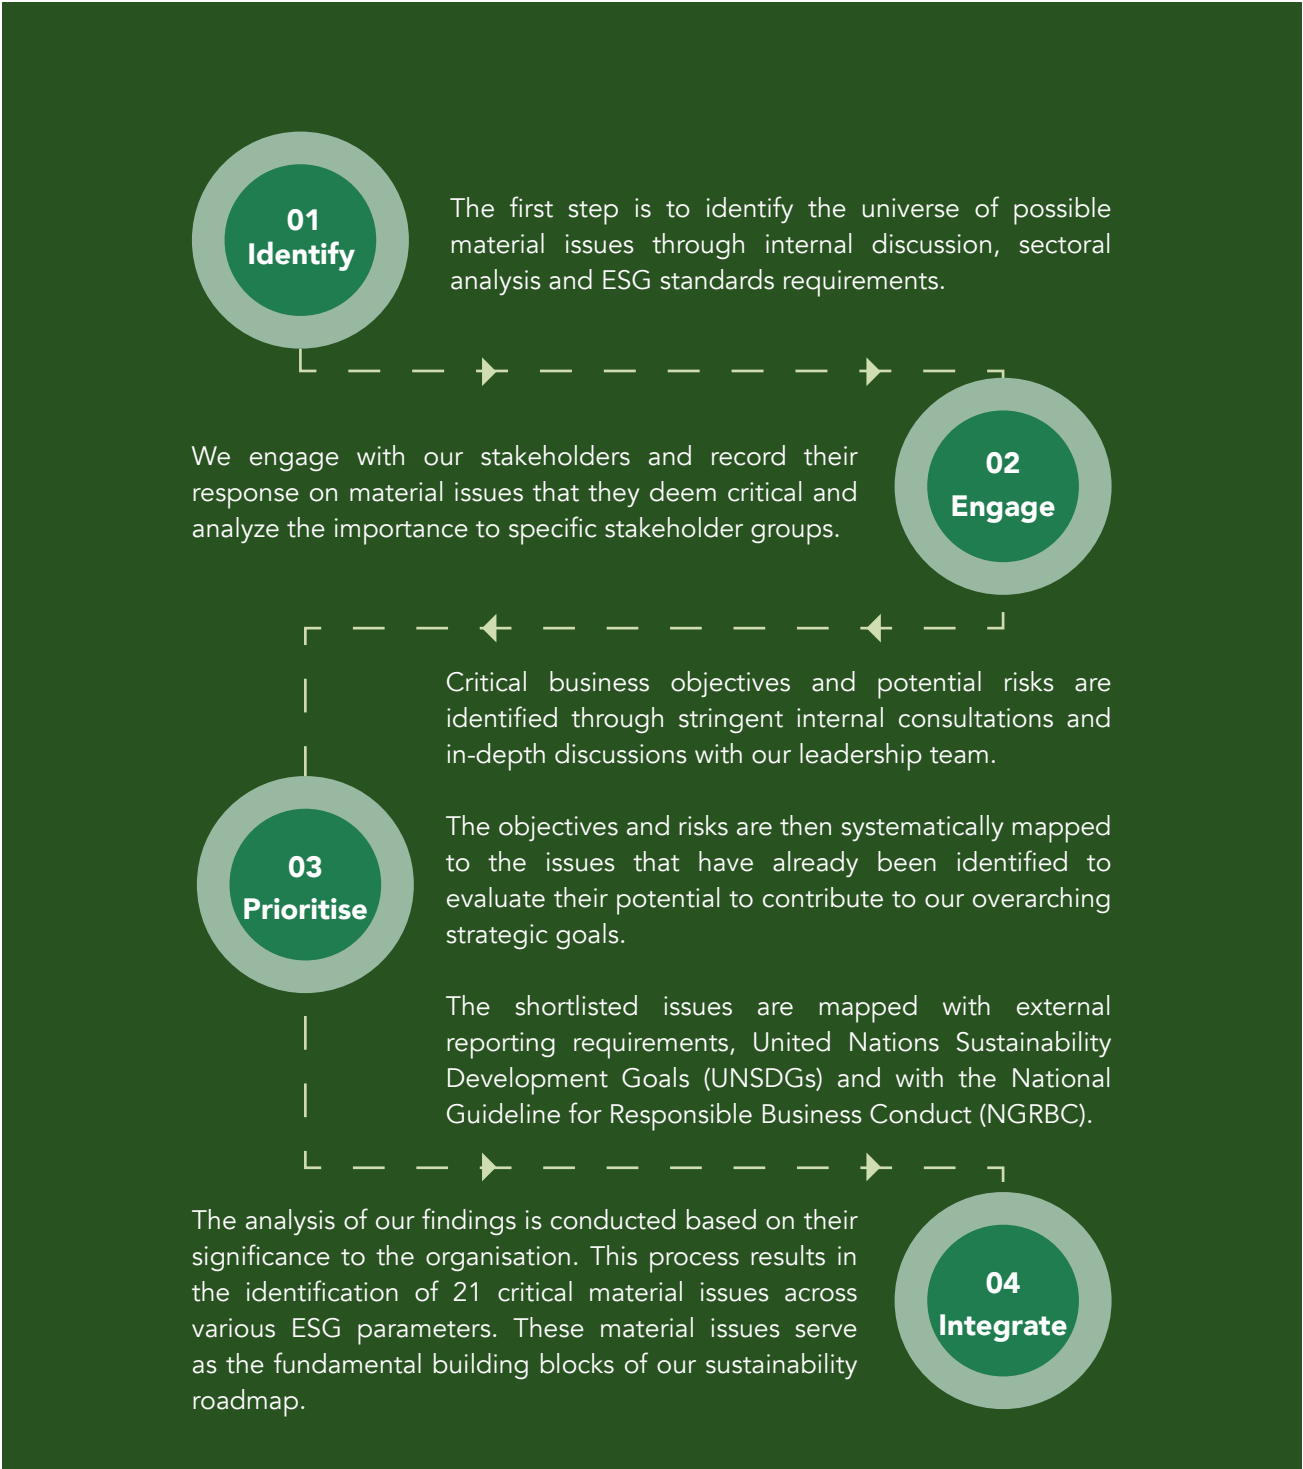 01
Identify
The first step is to identify the universe of possible
material issues through internal discussion, sectoral
analysis and ESG standards requirements.
We engage with our stakeholders and record their
response on material issues that they deem critical and
analyze the importance to specific stakeholder groups.
02
Engage
Critical business objectives and potential risks are
identified through stringent internal consultations and
in-depth discussions with our leadership team.
The objectives and risks are then systematically mapped
to the issues that have already been identified to
evaluate their potential to contribute to our overarching
strategic goals.
03
Prioritise
The shortlisted issues are mapped with external
reporting requirements, United Nations Sustainability
Development Goals (UNSDGs) and with the National
Guideline for Responsible Business Conduct (NGRBC).
The analysis of our findings is conducted based on their
significance to the organisation. This process results in
the identification of 21 critical material issues across
various ESG parameters. These material issues serve
as the fundamental building blocks of our sustainability
roadmap.
04
Integrate